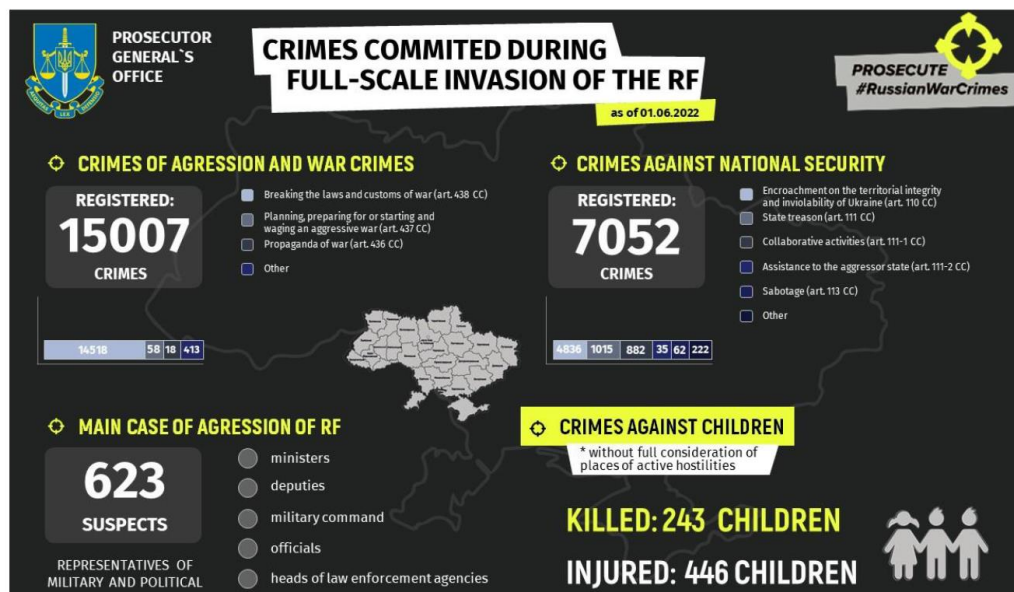 PROSECUTOR
GENERAL`S
OFFICE
CRIMES COMMITED DURING
FULL-SCALE INVASION OF THE RF
as of 01.06.2022
PROSECUTE
#RussianWarCrimes
CRIMES OF AGRESSION AND WAR CRIMES
REGISTERED:
15007
CRIMES
Breaking the laws and customs of war (art. 438 CC)
Planning, preparing for or starting and
waging an aggressive war (art. 437 CC)
Propaganda of war (art. 436 CC)
Other
14518 58 18 413
CRIMES AGAINST NATIONAL SECURITY
REGISTERED:
7052
CRIMES
Encroachment on the territorial integrity
and inviolability of Ukraine (art. 110 CC)
State treason (art. 111 CC)
Collaborative activities (art. 111-1 CC)
Assistance to the aggressor state (art. 111-2 CC)
Sabotage (art. 113 CC)
Other
4836 1015 882 35 62 222
MAIN CASE OF AGRESSION OF RF
623
SUSPECTS
REPRESENTATIVES OF
MILITARY AND POLITICAL
ministers
deputies
military command
officials
heads of law enforcement agencies
CRIMES AGAINST CHILDREN
* without full consideration of
places of active hostilities
KILLED: 243 CHILDREN
INJURED: 446 CHILDREN